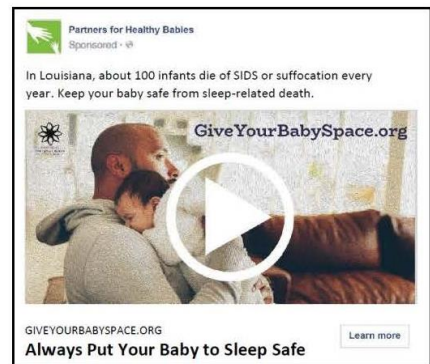 Partners for Healthy Babies
Sponsored ·
In Louisiana, about 100 infants die of SIDS or suffocation every
year. Keep your baby safe from sleep-related death.
GiveYourBabySpace.org
GIVEYOURBABYSPACE.ORG
Always Put Your Baby to Sleep Safe
Learn more